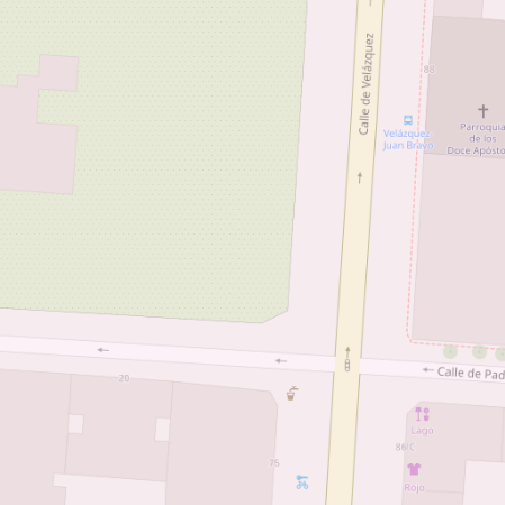 Calle de Velázquez
88
Velázquez
Juan Bravo
Parroquia
de los
Doce Apósto
Calle de Pad
20
Lago
86
75
Rojo